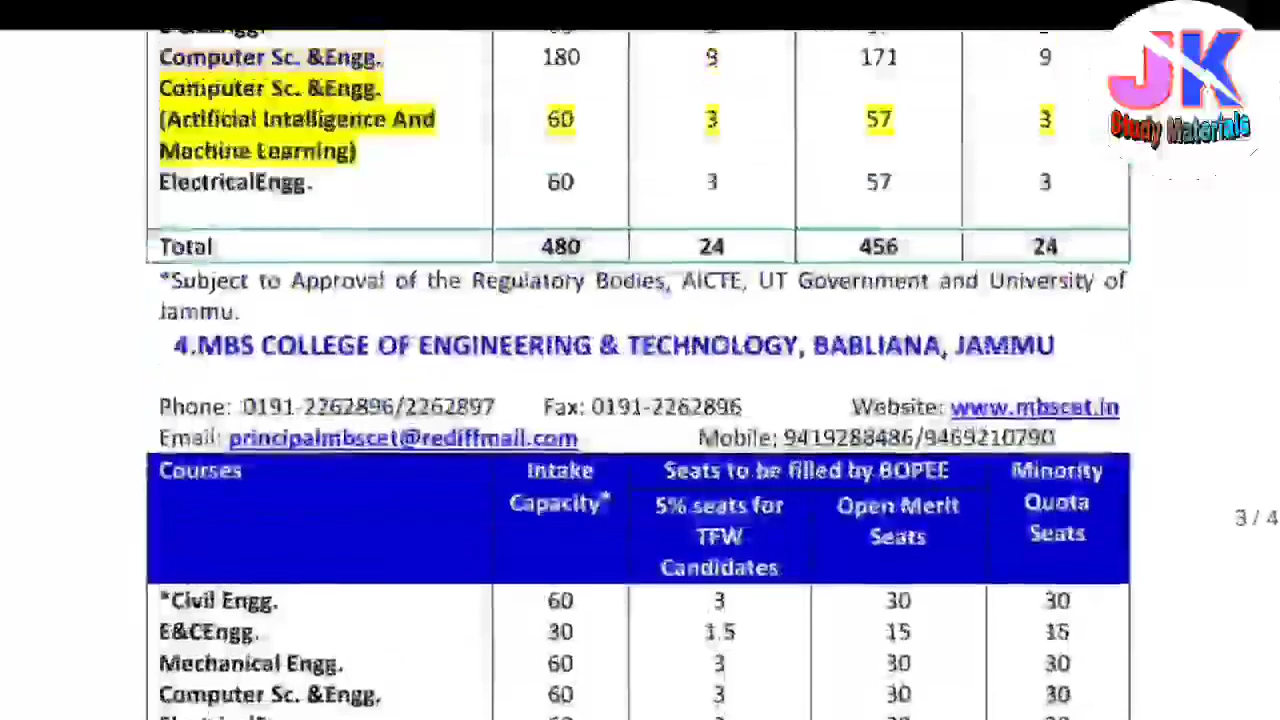 Computer Sc. &Engg. 180 9 171 9
Computer Sc. &Engg.
(Artificial Intelligence And 60 3 57 3
Machine Learning)
ElectricalEngg. 60 3 57 3
Total 480 24 456 24
*Subject to Approval of the Regulatory Bodies, AICTE, UT Government and University of
Jammu.
4.MBS COLLEGE OF ENGINEERING & TECHNOLOGY, BABLIANA, JAMMU
Phone: 0191-2262896/2262897 Fax: 0191-2262896 Website: www.mbscet.in
Email: principalmbscet@rediffmail.com Mobile: 9419288486/9469210790
Courses Intake Seats to be filled by BOPEE Minority
Capacity* 5% seats for Open Merit Quota
TFW Seats Seats
Candidates
*Civil Engg. 60 3 30 30
E&CEngg. 30 1.5 15 15
Mechanical Engg. 60 3 30 30
Computer Sc. &Engg. 60 3 30 30
JK
Study Materials
3 / 4